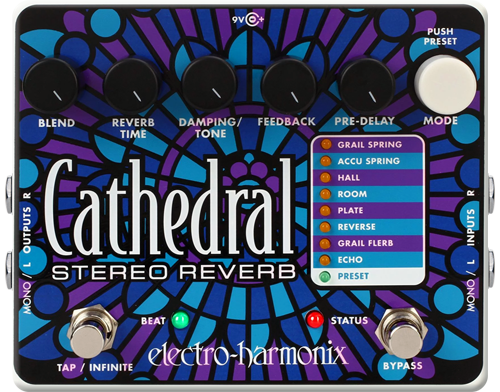 9V +
PUSH
PRESET
BLEND
REVERB
TIME
DAMPING/
TONE
FEEDBACK
PRE-DELAY
MODE
GRAIL SPRING
ACCU SPRING
HALL
ROOM
PLATE
REVERSE
GRAIL FLERB
ECHO
PRESET
Cathedral
STEREO REVERB
MONO / L OUTPUTS R
MONO / L INPUTS R
BEAT
STATUS
TAP / INFINITE
electro-harmonix
BYPASS